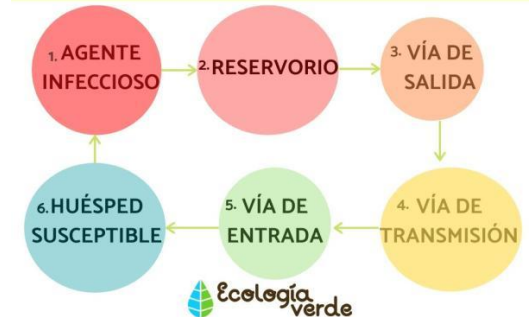 1. AGENTE
INFECCIOSO
2. RESERVORIO
3. VÍA DE
SALIDA
4. VÍA DE
TRANSMISIÓN
5. VÍA DE
ENTRADA
6. HUÉSPED
SUSCEPTIBLE
Ecología
verde